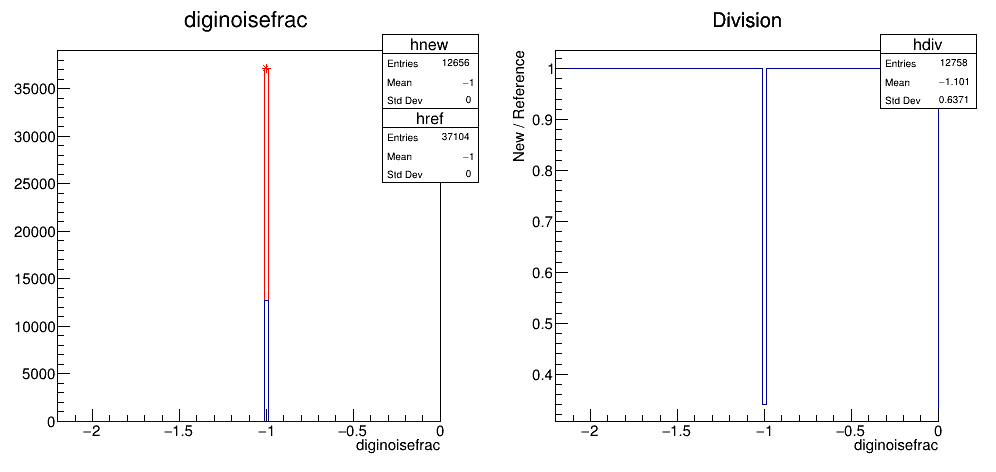 diginoisefrac
hnew
Entries 12656
Mean −1
Std Dev 0
href
Entries 37104
Mean −1
Std Dev 0
35000
30000
25000
20000
15000
10000
5000
0
−2 −1.5 −1 −0.5 0
diginoisefrac
Division
hdiv
Entries 12758
Mean −1.101
Std Dev 0.6371
New / Reference
1
0.9
0.8
0.7
0.6
0.5
0.4
−2 −1.5 −1 −0.5 0
diginoisefrac